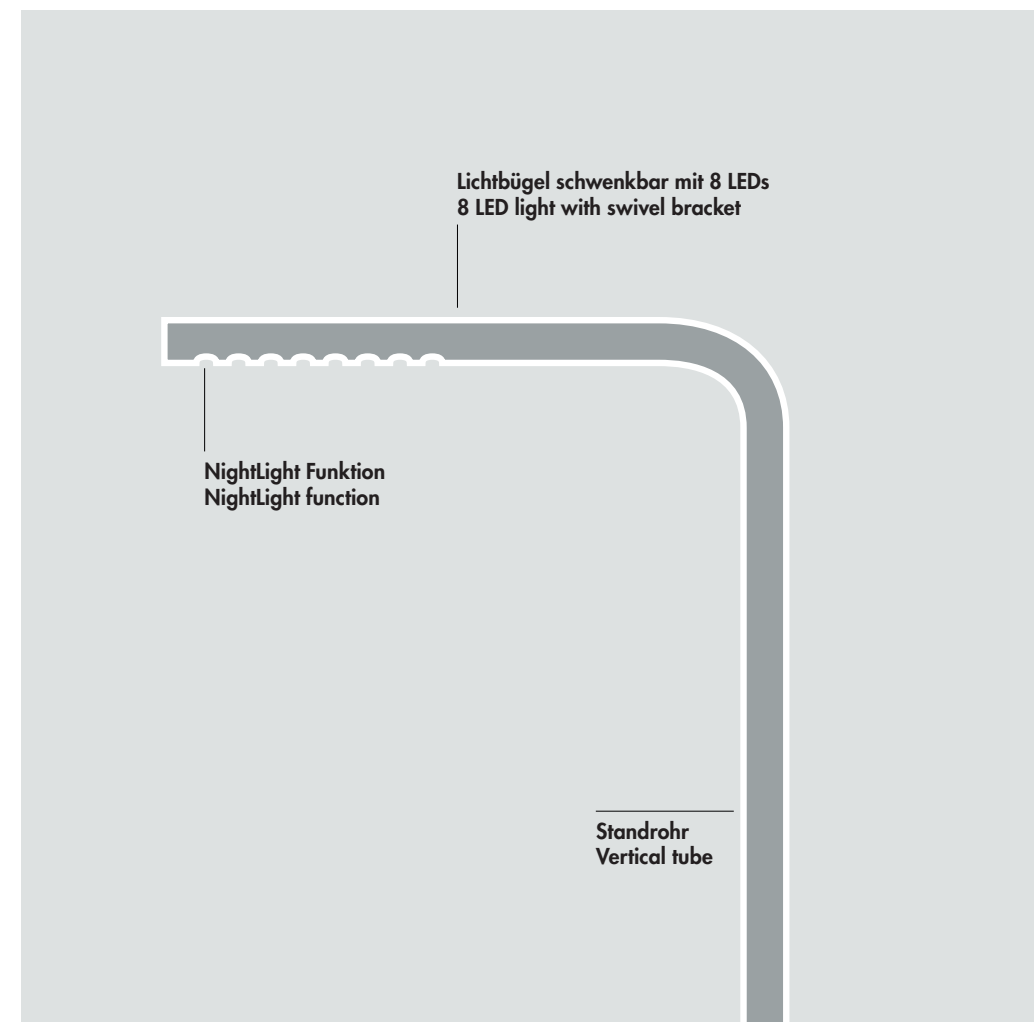 Lichtbügel schwenkbar mit 8 LEDs
8 LED light with swivel bracket
NightLight Funktion
NightLight function
Standrohr
Vertical tube